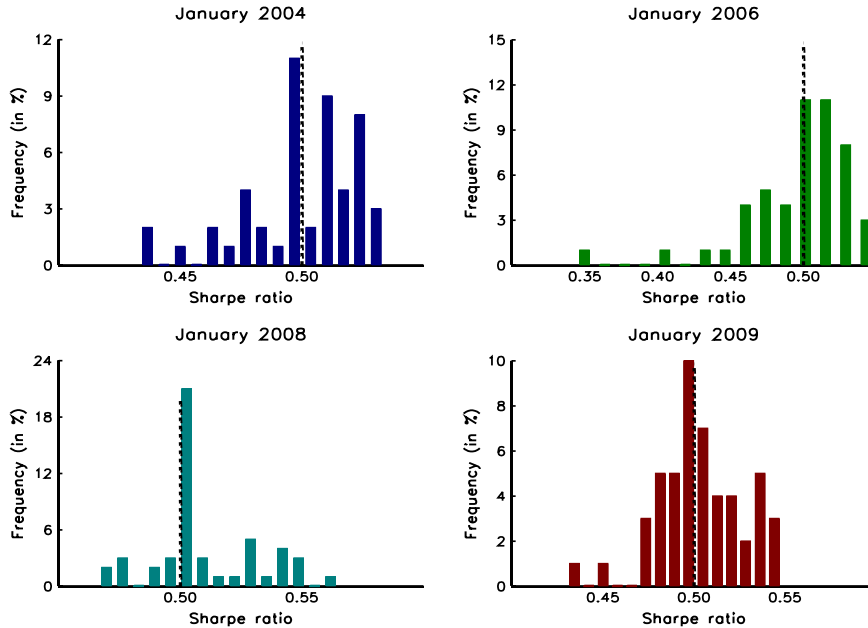 January 2004
12
9
6
3
0
Frequency (in %)
0.45 0.50
Sharpe ratio
January 2006
15
12
9
6
3
0
Frequency (in %)
0.35 0.40 0.45 0.50
Sharpe ratio
January 2008
24
18
12
6
0
Frequency (in %)
0.50 0.55
Sharpe ratio
January 2009
10
8
6
4
2
0
Frequency (in %)
0.45 0.50 0.55
Sharpe ratio